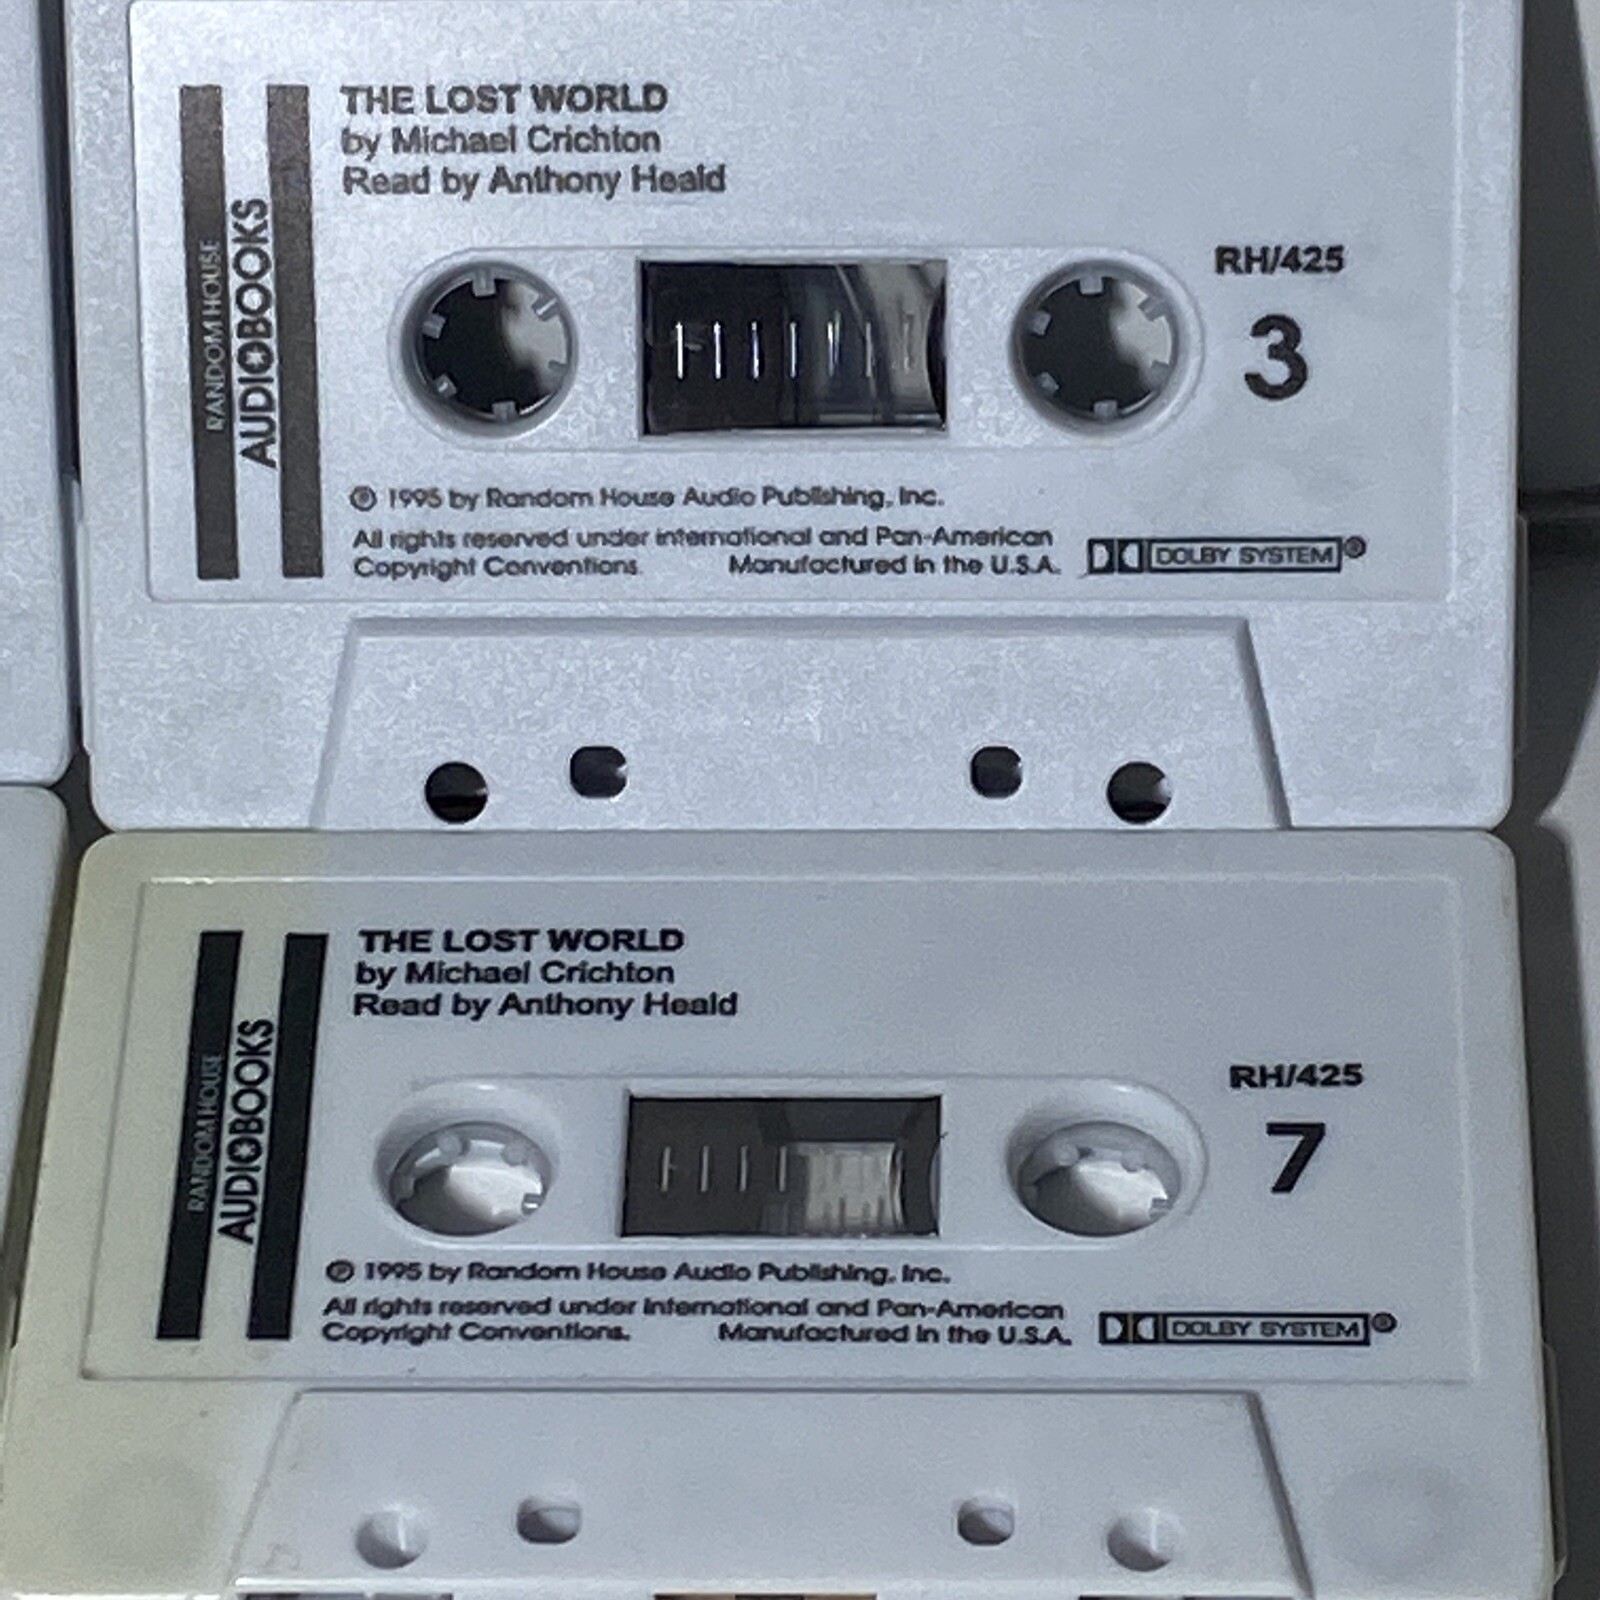 THE LOST WORLD
by Michael Crichton
Read by Anthony Heald
RANDOM HOUSE
AUDIOBOOKS
RH/425
3
℗ 1995 by Random House Audio Publishing, Inc.
All rights reserved under International and Pan-American
Copyright Conventions. Manufactured in the U.S.A.
DOLBY SYSTEM®
THE LOST WORLD
by Michael Crichton
Read by Anthony Heald
RANDOM HOUSE
AUDIOBOOKS
RH/425
7
℗ 1995 by Random House Audio Publishing, Inc.
All rights reserved under International and Pan-American
Copyright Conventions. Manufactured in the U.S.A.
DOLBY SYSTEM®